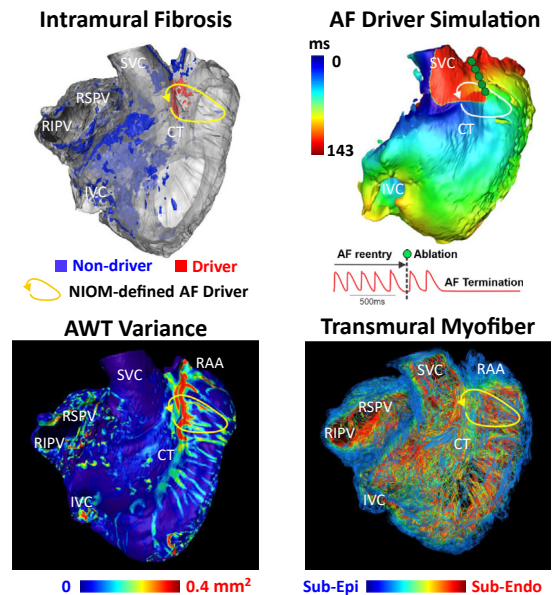 Intramural Fibrosis
SVC
RSPV
RIPV
CT
IVC
Non-driver Driver
NIOM-defined AF Driver
AF Driver Simulation
ms
0
143
SVC
CT
IVC
AF reentry Ablation
AF Termination
500ms
AWT Variance
SVC
RAA
RSPV
RIPV
CT
IVC
0 0.4 mm²
Transmural Myofiber
SVC
RAA
RSPV
RIPV
CT
IVC
Sub-Epi Sub-Endo